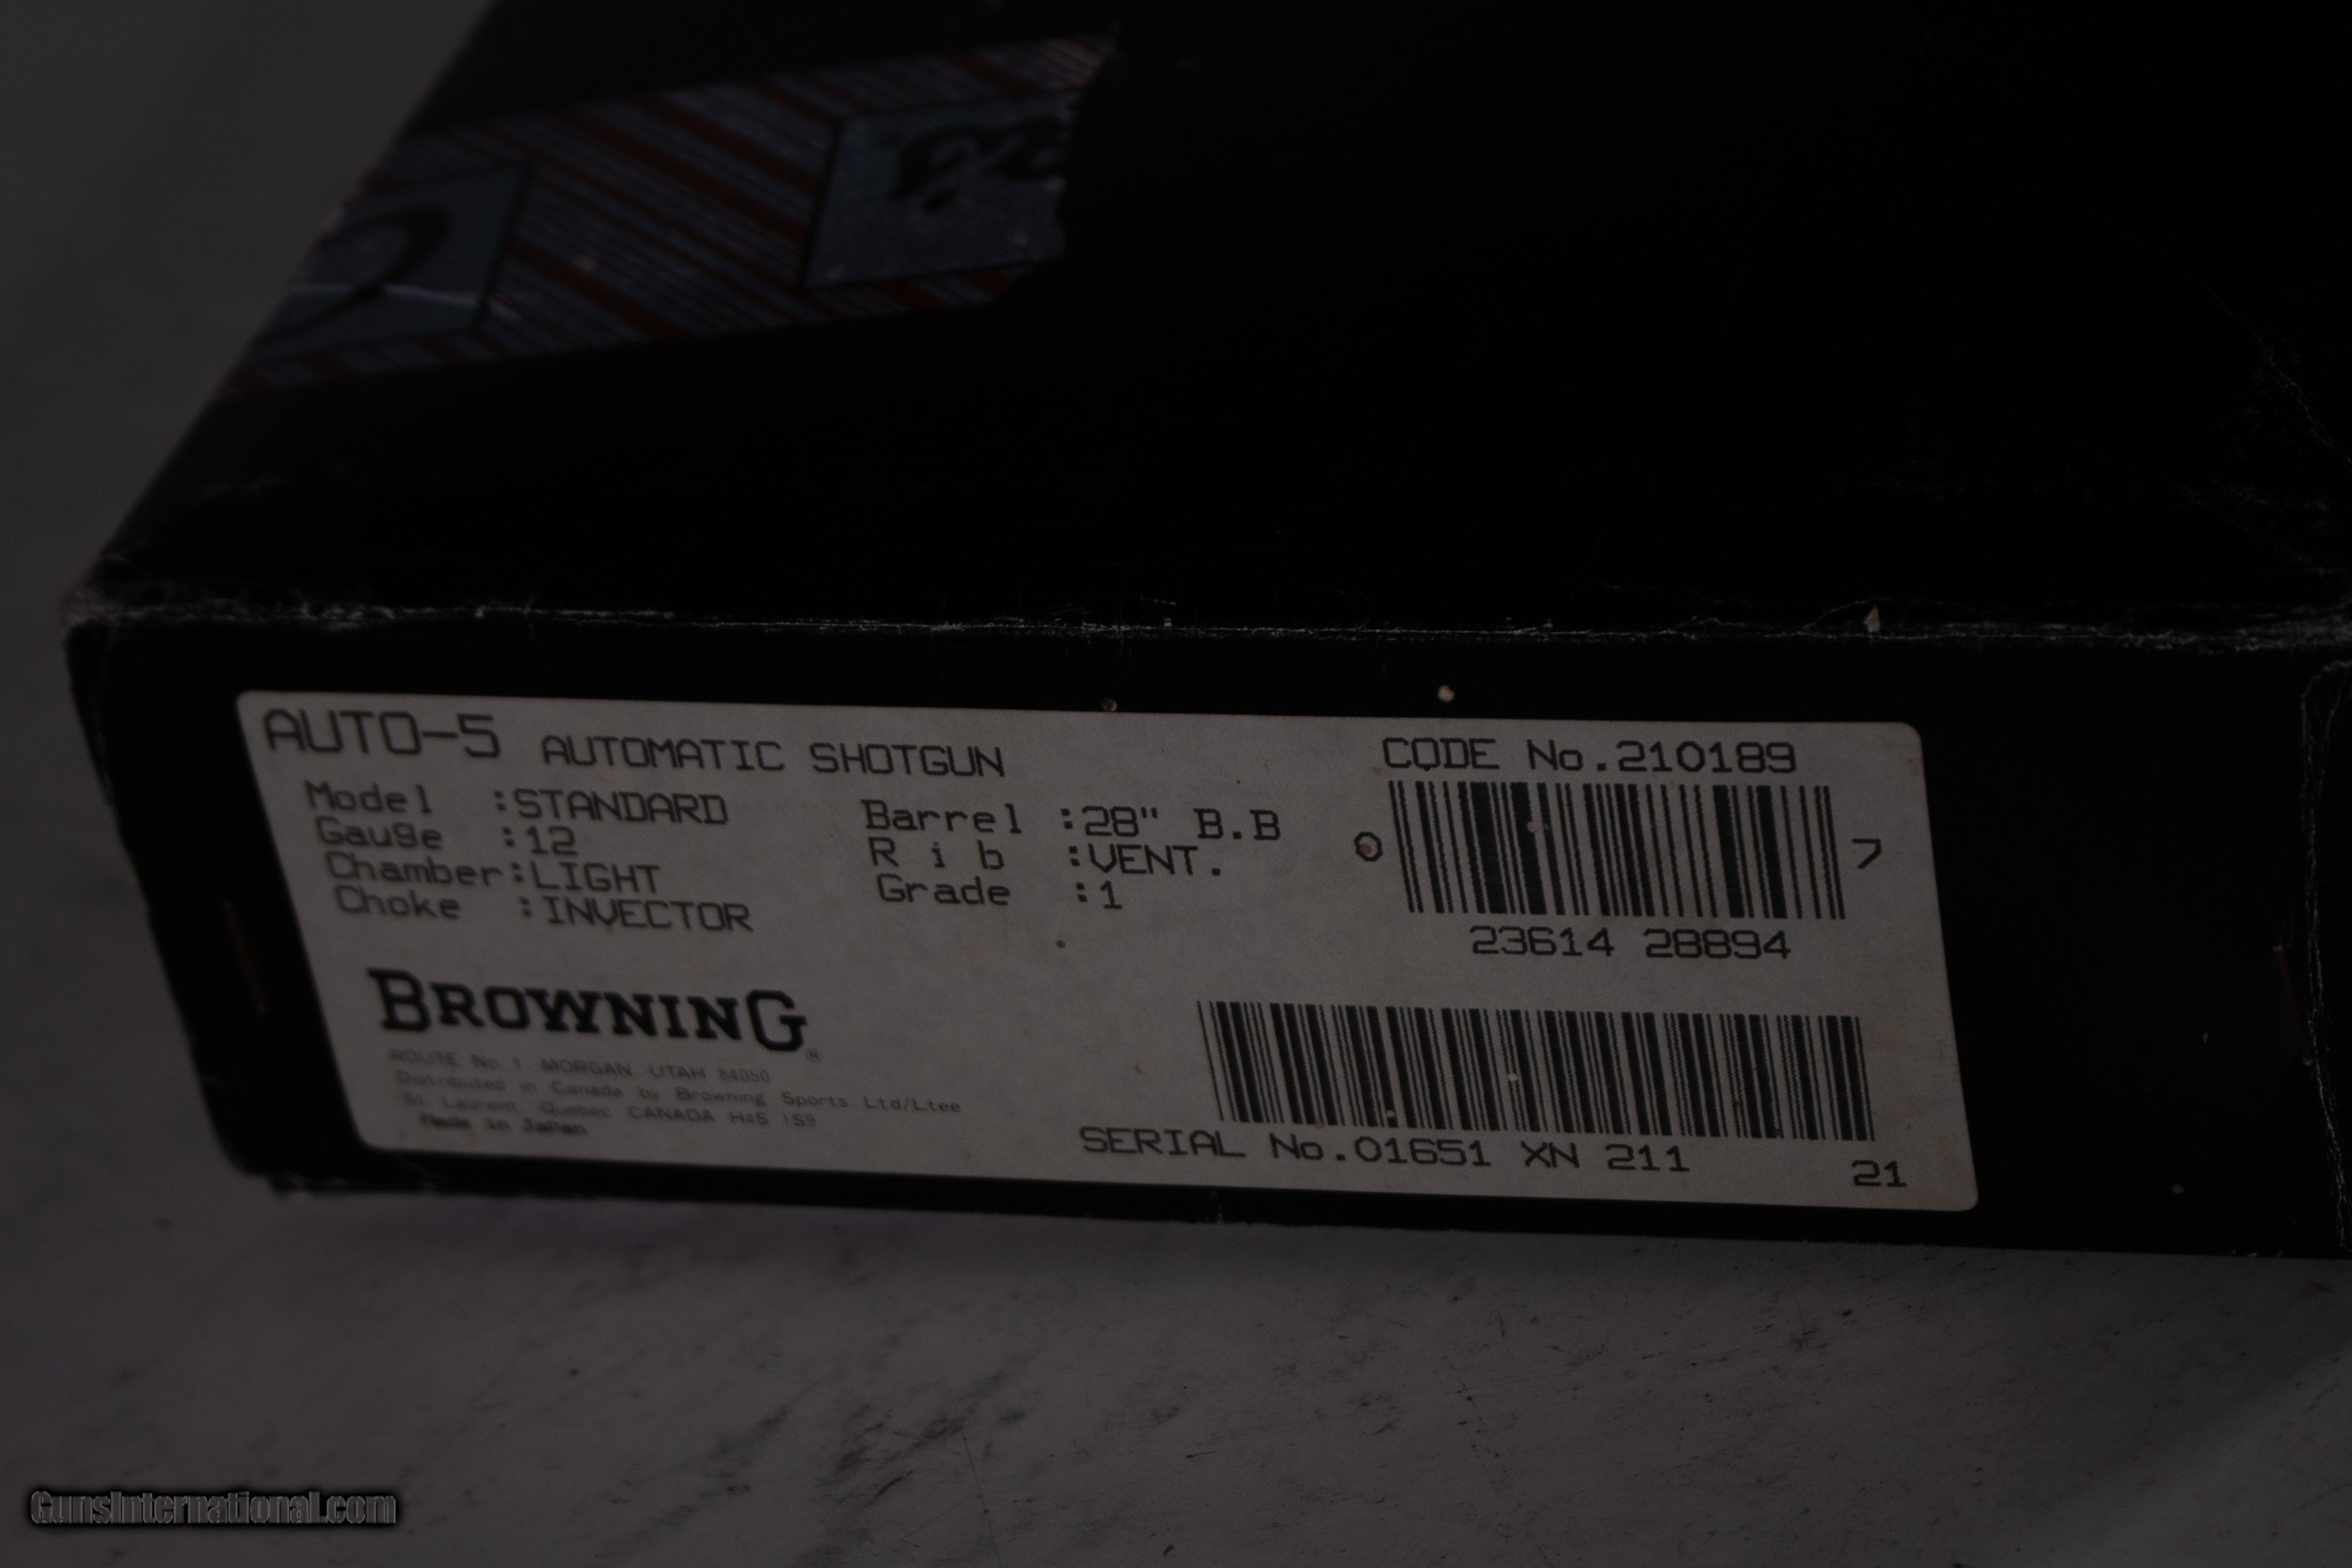 AUTO-5 AUTOMATIC SHOTGUN
Model :STANDARD
Gauge :12
Chamber:LIGHT
Choke :INVECTOR
Barrel :28" B.B
Rib :VENT.
Grade :1
CODE No.210189
0 7
23614 28894
BROWNING®
ROUTE No 1, MORGAN UTAH 84050
Distributed in Canada by Browning Sports Ltd/Ltee
St. Laurent, Quebec CANADA H4S 1S9
Made in Japan
SERIAL No.01651 XN 211
21
GunsInternational.com